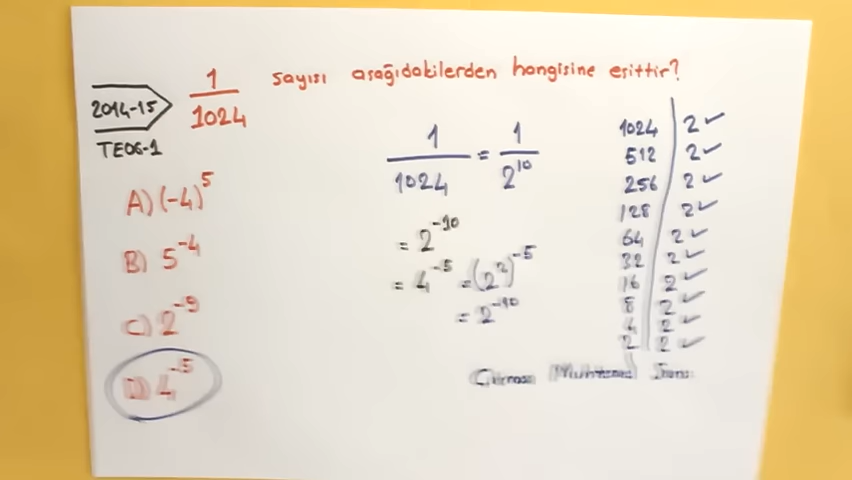 1/1024 sayısı aşağıdakilerden hangisine eşittir?
2014-15
TEOG-1
A) (-4)^5
B) 5^-4
C) 2^-9
D) 4^-5
1/1024 = 1/2^10
= 2^-10
= 4^-5 = (2^2)^-5
= 2^-10
1024 | 2 ✓
512 | 2 ✓
256 | 2 ✓
128 | 2 ✓
64 | 2 ✓
32 | 2 ✓
16 | 2 ✓
8 | 2 ✓
4 | 2 ✓
2 | 2 ✓